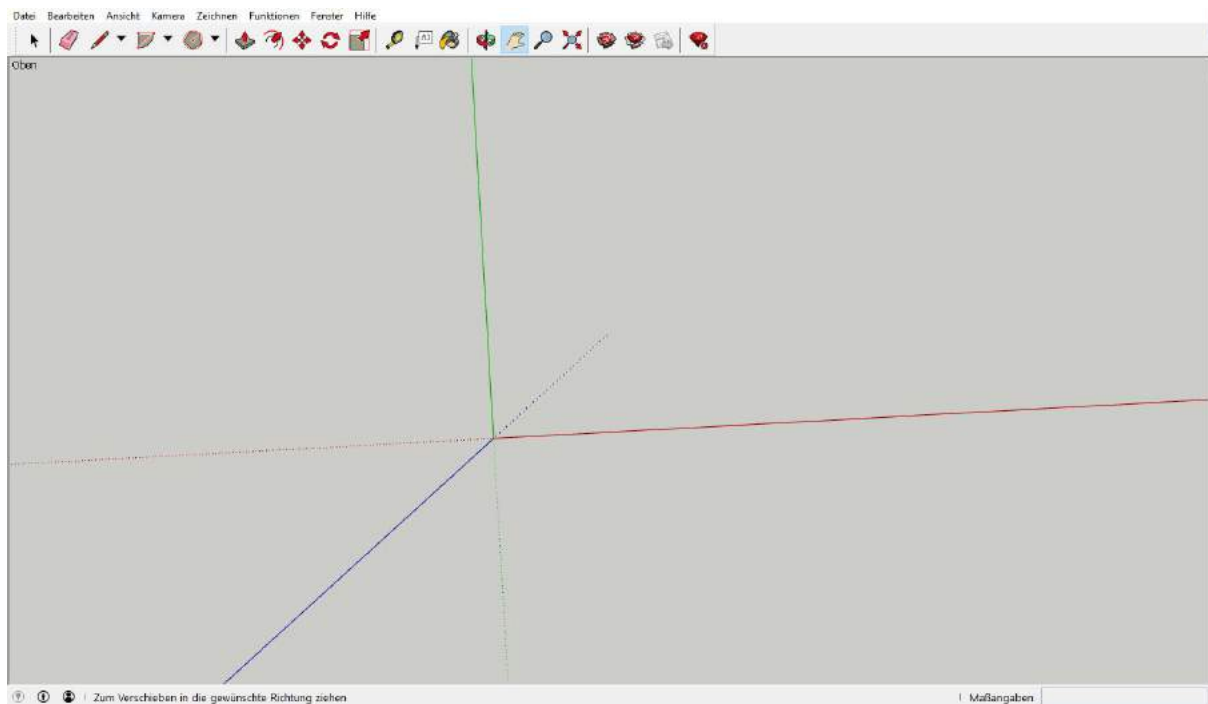 Datei Bearbeiten Ansicht Kamera Zeichnen Funktionen Fenster Hilfe
Oben
Zum Verschieben in die gewünschte Richtung ziehen
Maßangaben